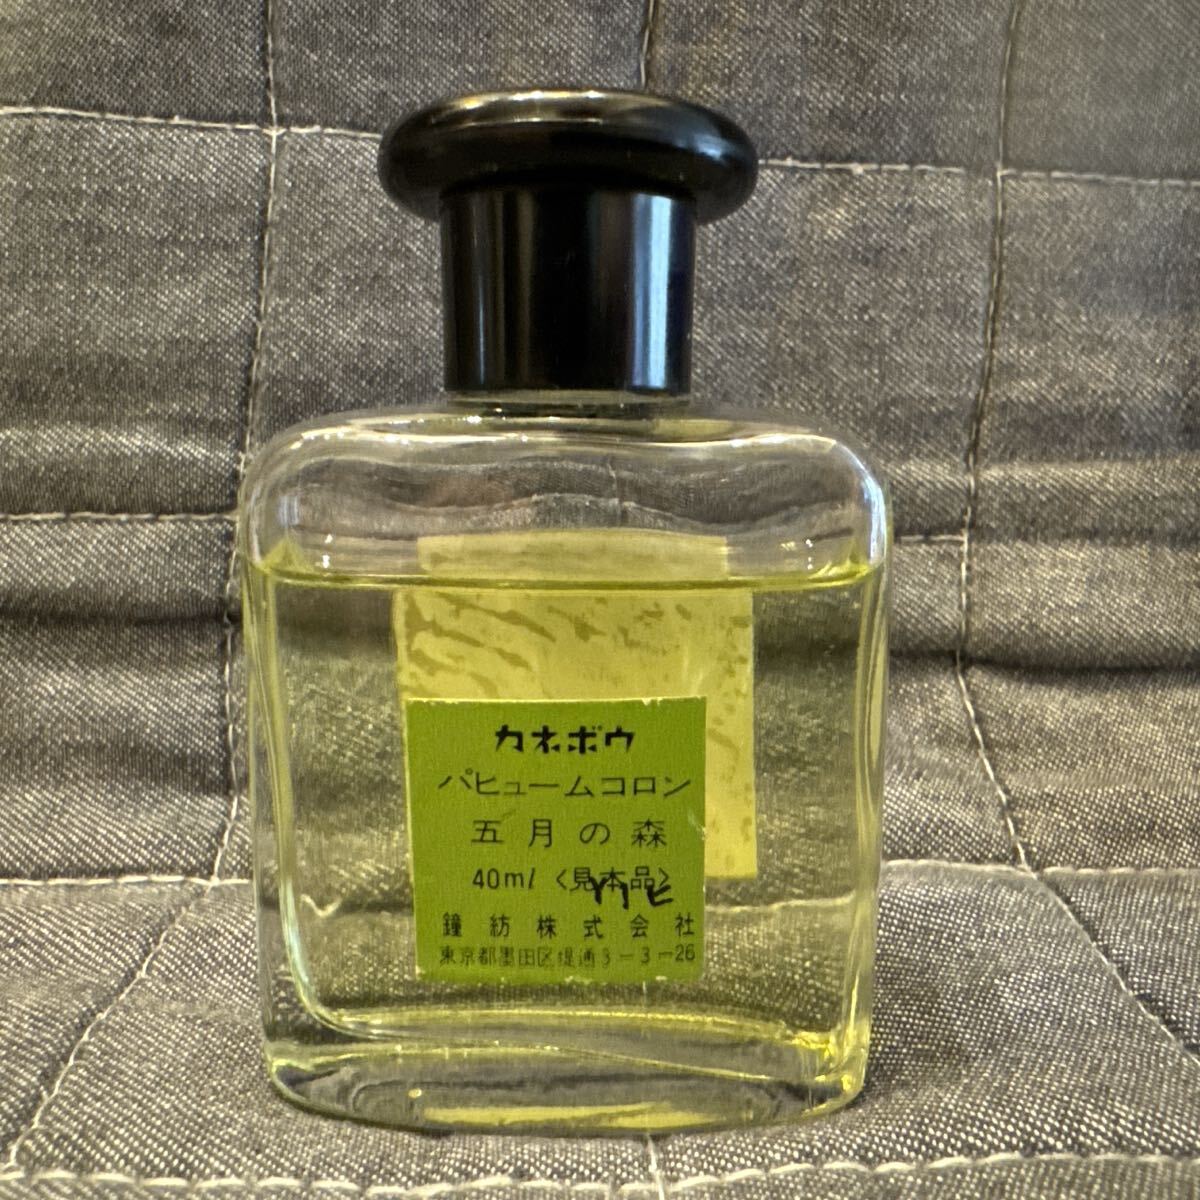 カネボウ
パヒュームコロン
五月の森
40ml <見本品>
鐘紡株式会社
東京都墨田区堤通3-3-26